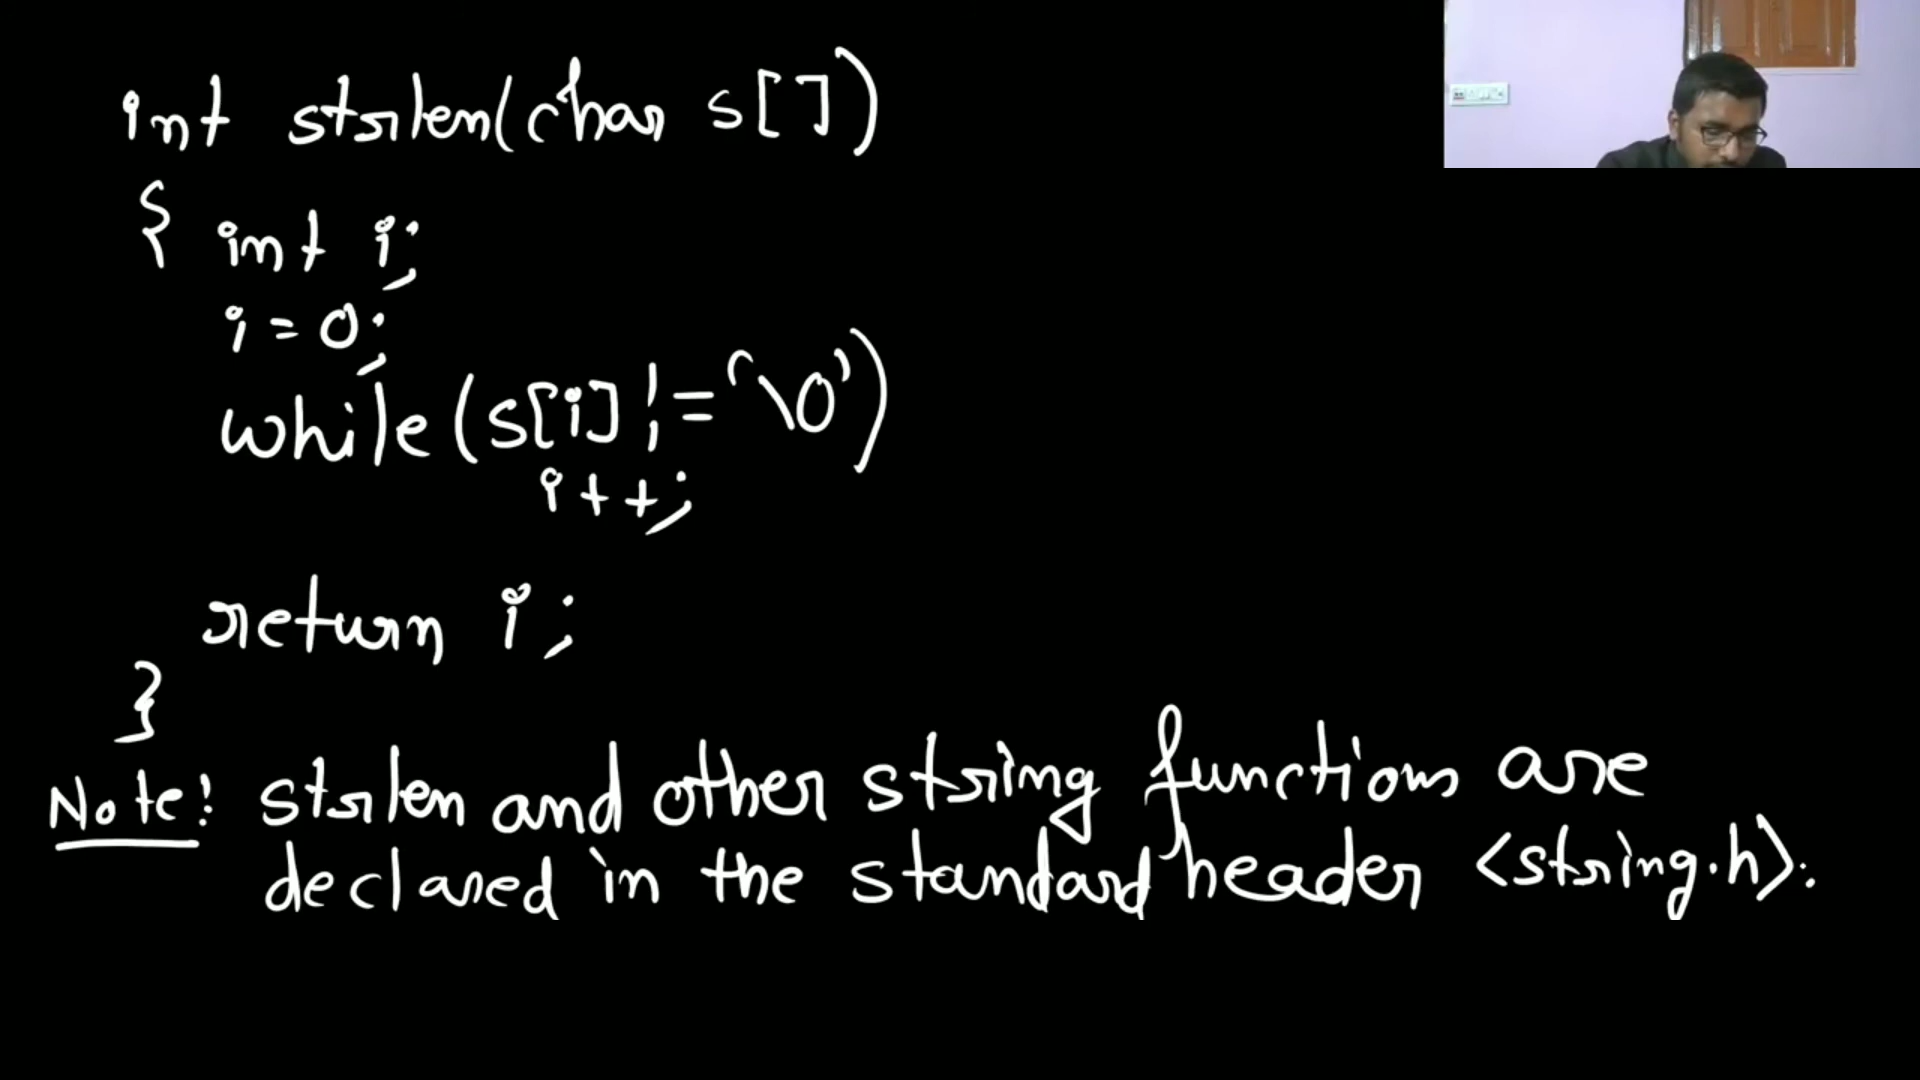 int strlen(char s[])
{ int i;
i = 0;
while (s[i] != '\0')
i++;
return i;
}
Note: strlen and other string functions are
declared in the standard header <string.h>.